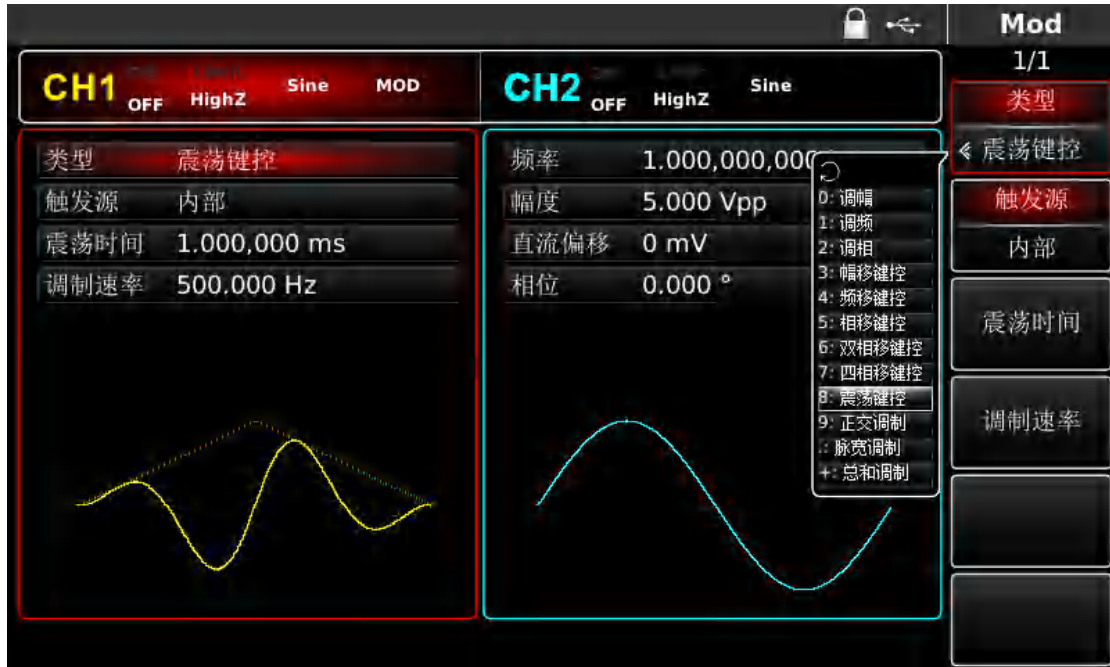 Mod
1/1
CH1 OFF HighZ Sine MOD
CH2 OFF HighZ Sine
类型
震荡键控
触发源
内部
震荡时间
调制速率
类型 震荡键控
触发源 内部
震荡时间 1.000,000 ms
调制速率 500.000 Hz
频率 1.000,000,00
幅度 5.000 Vpp
直流偏移 0 mV
相位 0.000 °
0: 调幅
1: 调频
2: 调相
3: 幅移键控
4: 频移键控
5: 相移键控
6: 双相移键控
7: 四相移键控
8: 震荡键控
9: 正交调制
.: 脉宽调制
+: 总和调制